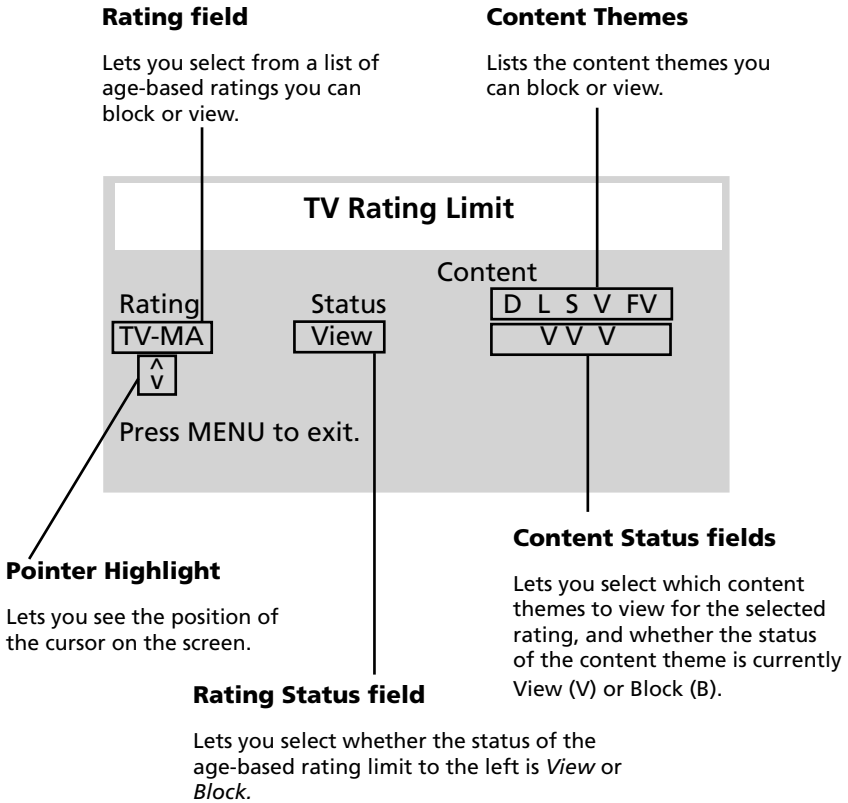 Rating field
Lets you select from a list of
age-based ratings you can
block or view.
Content Themes
Lists the content themes you
can block or view.
TV Rating Limit
Content
Rating Status D L S V FV
TV-MA View V V V
^
v
Press MENU to exit.
Pointer Highlight
Lets you see the position of
the cursor on the screen.
Content Status fields
Lets you select which content
themes to view for the selected
rating, and whether the status
of the content theme is currently
View (V) or Block (B).
Rating Status field
Lets you select whether the status of the
age-based rating limit to the left is View or
Block.